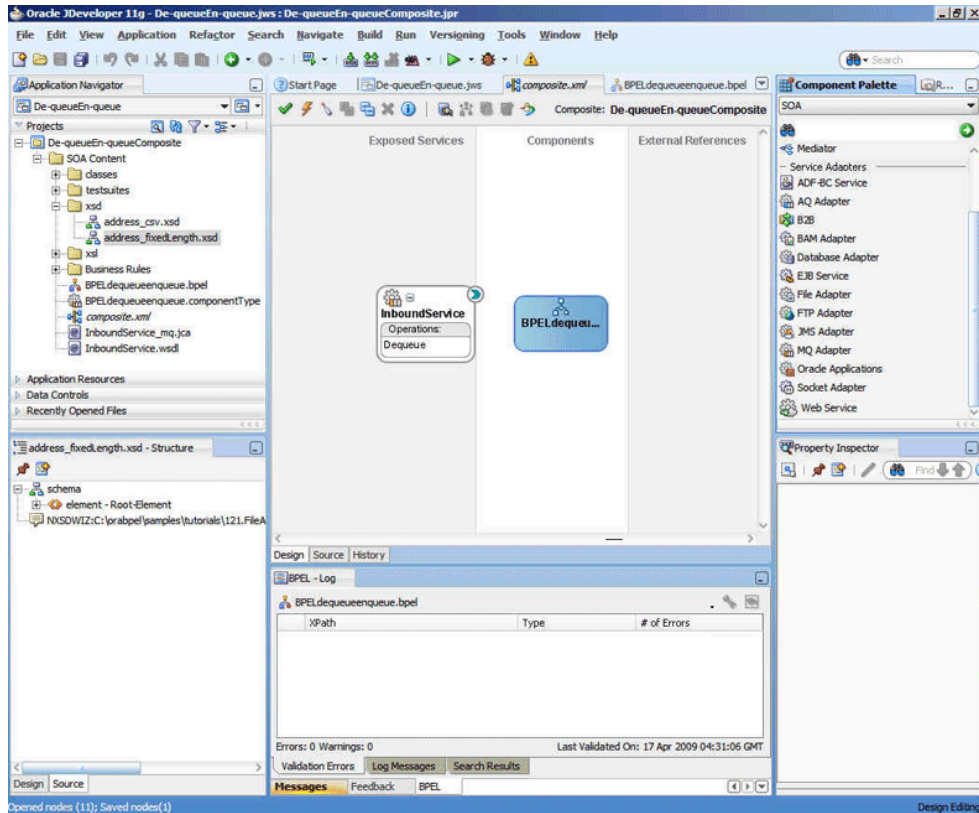 Oracle JDeveloper 11g - De-queueEn-queue.jws : De-queueEn-queueComposite.jpr
File Edit View Application Refactor Search Navigate Build Run Versioning Tools Window Help
Search
Application Navigator
De-queueEn-queue
Projects
De-queueEn-queueComposite
SOA Content
classes
testsuites
xsd
address_csv.xsd
address_fixedLength.xsd
xsl
Business Rules
BPELdequeueenqueue.bpel
BPELdequeueenqueue.componentType
composite.xml
InboundService_mq.jca
InboundService.wsdl
Application Resources
Data Controls
Recently Opened Files
address_fixedLength.xsd - Structure
schema
element - Root-Element
NXSDWIZ:C:\orabpel\samples\tutorials\121.FileA
Design Source
Start Page De-queueEn-queue.jws composite.xml BPELdequeueenqueue.bpel
Composite: De-queueEn-queueComposite
Exposed Services Components External References
InboundService
Operations:
Dequeue
BPELdequeu...
Design Source History
BPEL - Log
BPELdequeueenqueue.bpel
XPath Type # of Errors
Errors: 0 Warnings: 0 Last Validated On: 17 Apr 2009 04:31:06 GMT
Validation Errors Log Messages Search Results
Messages Feedback BPEL
Component Palette R...
SOA
Mediator
Service Adapters
ADF-BC Service
AQ Adapter
B2B
BAM Adapter
Database Adapter
EJB Service
File Adapter
FTP Adapter
JMS Adapter
MQ Adapter
Oracle Applications
Socket Adapter
Web Service
Property Inspector
Find
Opened nodes (11); Saved nodes(1) Design Editing